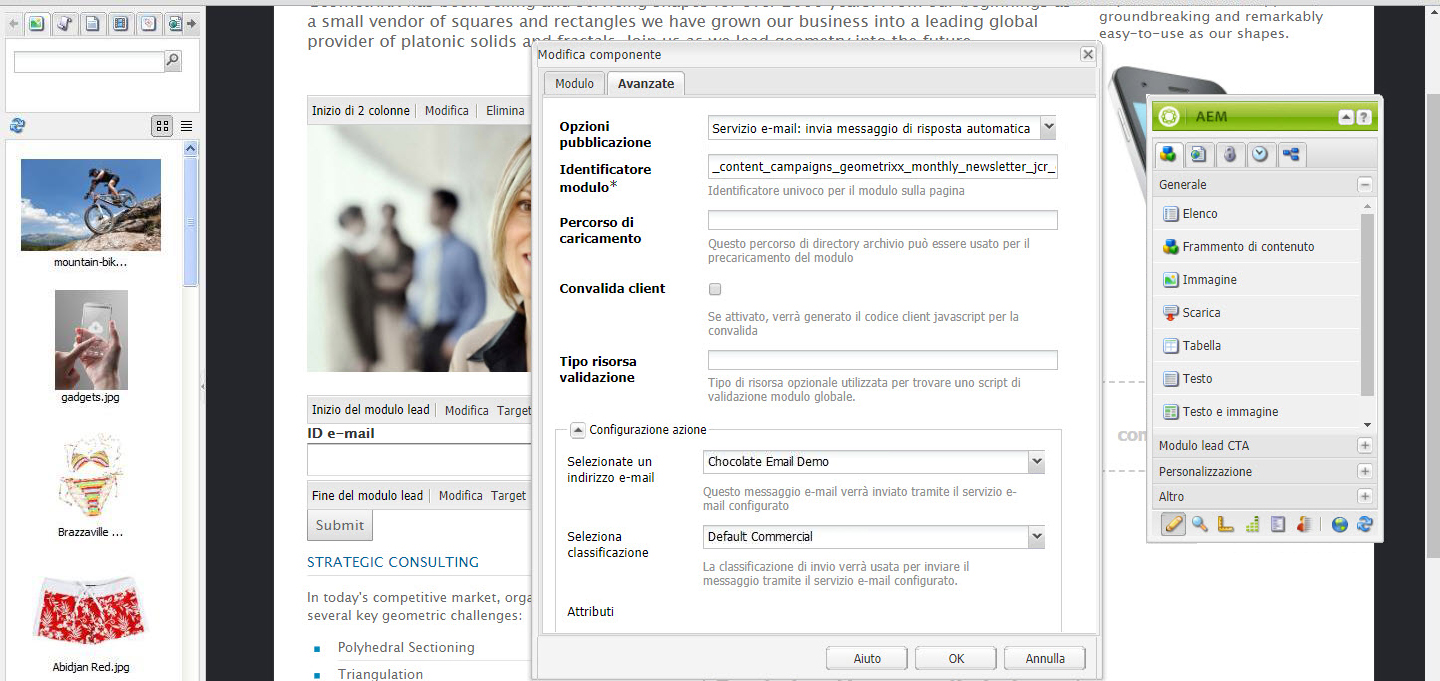 a small vendor of squares and rectangles we have grown our business into a leading global
provider of platonic solids and fractals. Join us as we lead geometry into the future.
groundbreaking and remarkably
easy-to-use as our shapes.
mountain-bik...
gadgets.jpg
Brazzaville ...
Abidjan Red.jpg
Inizio di 2 colonne
Modifica
Elimina
Inizio del modulo lead
Modifica
Target
ID e-mail
Fine del modulo lead
Modifica
Target
Submit
STRATEGIC CONSULTING
In today's competitive market, orga
several key geometric challenges:
Polyhedral Sectioning
Triangulation
Modifica componente
Modulo
Avanzate
Opzioni
pubblicazione
Servizio e-mail: invia messaggio di risposta automatica
Identificatore
modulo*
_content_campaigns_geometrixx_monthly_newsletter_jcr_
Identificatore univoco per il modulo sulla pagina
Percorso di
caricamento
Questo percorso di directory archivio può essere usato per il
precaricamento del modulo
Convalida client
Se attivato, verrà generato il codice client javascript per la
convalida
Tipo risorsa
validazione
Tipo di risorsa opzionale utilizzata per trovare uno script di
validazione modulo globale.
Configurazione azione
Selezionate un
indirizzo e-mail
Chocolate Email Demo
Questo messaggio e-mail verrà inviato tramite il servizio e-
mail configurato
Seleziona
classificazione
Default Commercial
La classificazione di invio verrà usata per inviare il
messaggio tramite il servizio e-mail configurato.
Attributi
Aiuto
OK
Annulla
AEM
?
Generale
Elenco
Frammento di contenuto
Immagine
Scarica
Tabella
Testo
Testo e immagine
Modulo lead CTA
Personalizzazione
Altro
con